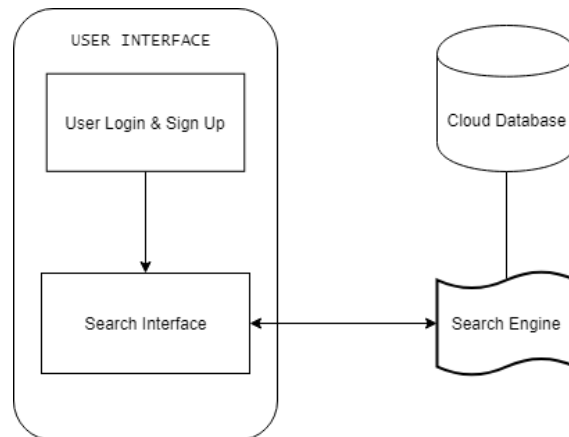 USER INTERFACE
User Login & Sign Up
Cloud Database
Search Interface
Search Engine